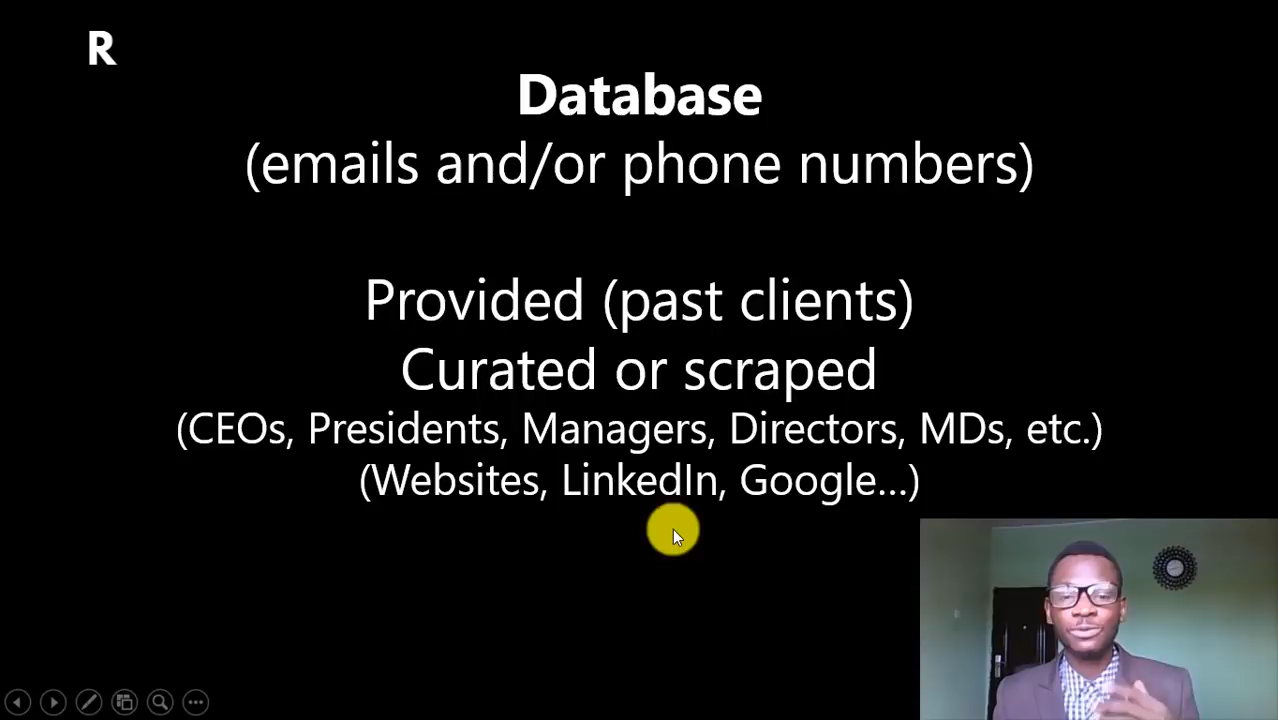 R
Database
(emails and/or phone numbers)
Provided (past clients)
Curated or scraped
(CEOs, Presidents, Managers, Directors, MDs, etc.)
(Websites, LinkedIn, Google...)